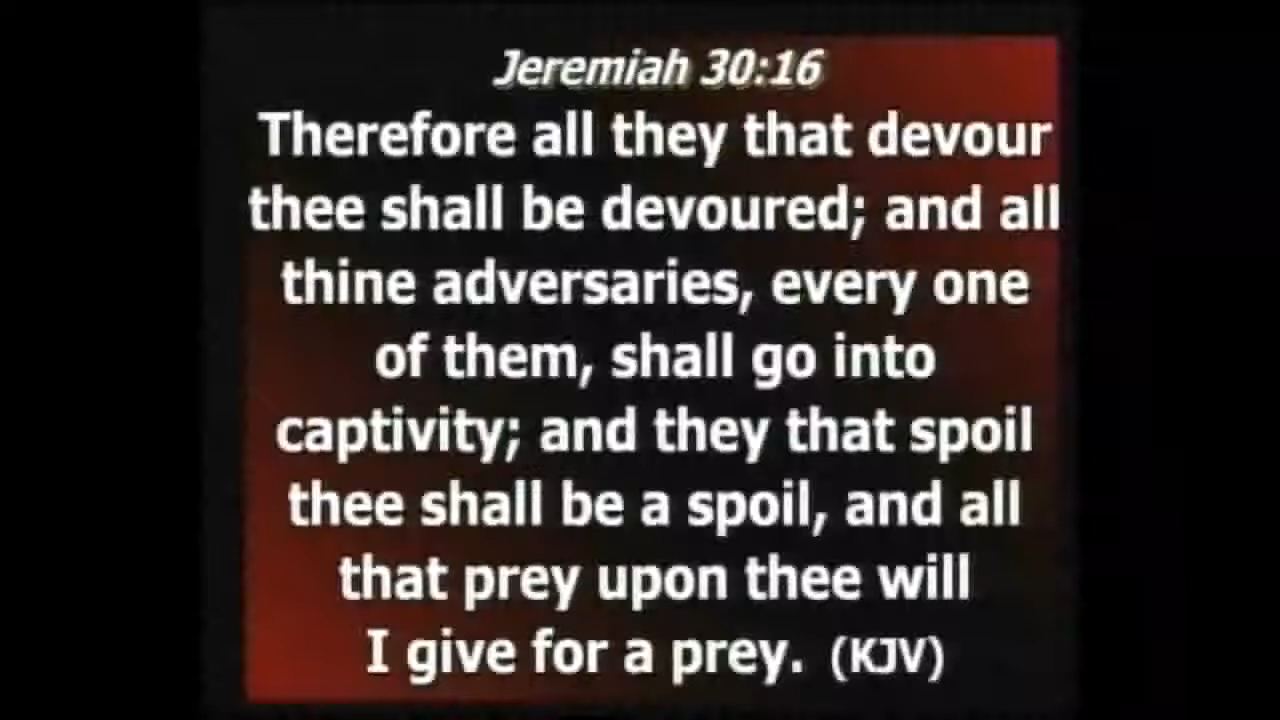 Jeremiah 30:16
Therefore all they that devour
thee shall be devoured; and all
thine adversaries, every one
of them, shall go into
captivity; and they that spoil
thee shall be a spoil, and all
that prey upon thee will
I give for a prey. (KJV)